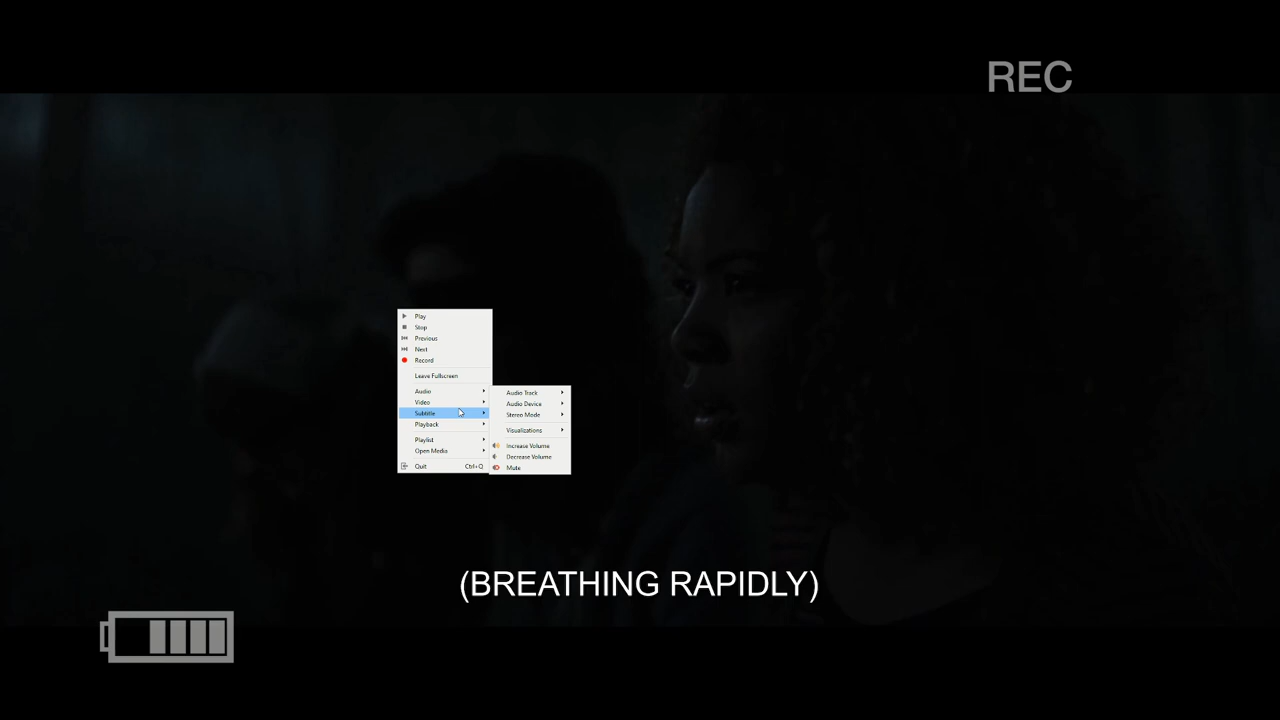 REC
Play
Stop
Previous
Next
Record
Leave Fullscreen
Audio
Video
Subtitle
Playback
Playlist
Open Media
Quit Ctrl+Q
Audio Track
Audio Device
Stereo Mode
Visualizations
Increase Volume
Decrease Volume
Mute
(BREATHING RAPIDLY)